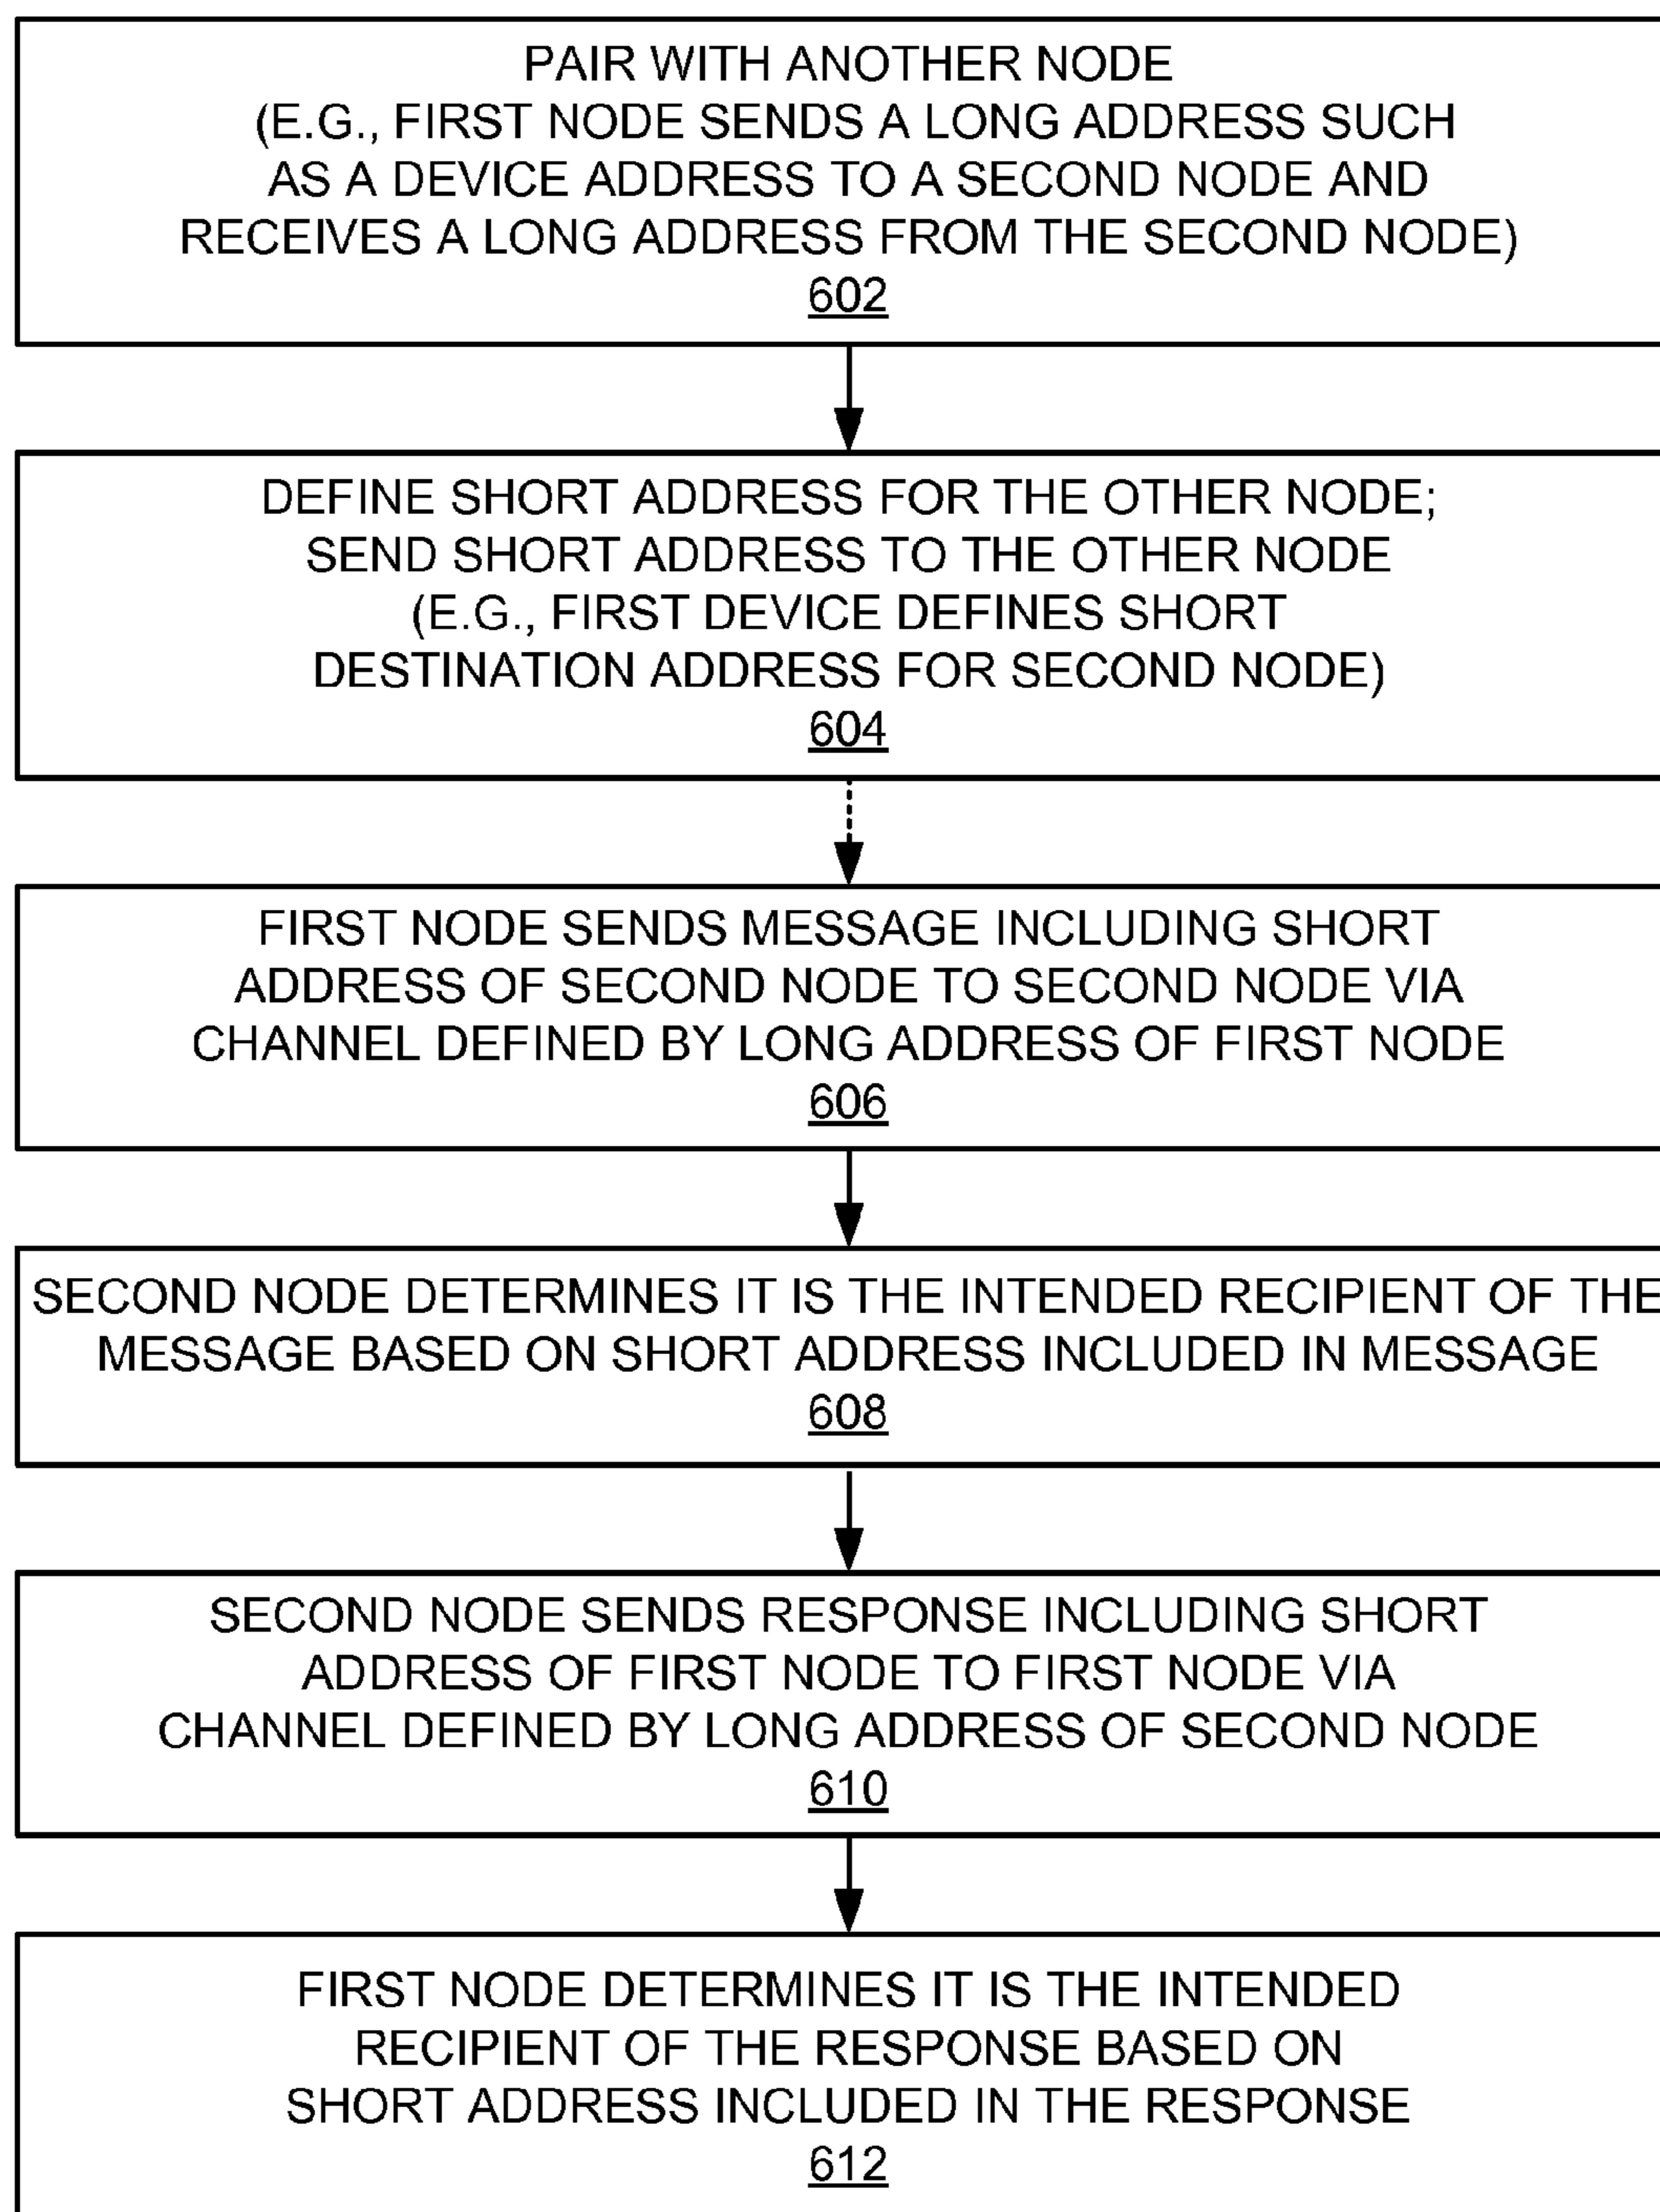 PAIR WITH ANOTHER NODE
(E.G., FIRST NODE SENDS A LONG ADDRESS SUCH
AS A DEVICE ADDRESS TO A SECOND NODE AND
RECEIVES A LONG ADDRESS FROM THE SECOND NODE)
602
DEFINE SHORT ADDRESS FOR THE OTHER NODE;
SEND SHORT ADDRESS TO THE OTHER NODE
(E.G., FIRST DEVICE DEFINES SHORT
DESTINATION ADDRESS FOR SECOND NODE)
604
FIRST NODE SENDS MESSAGE INCLUDING SHORT
ADDRESS OF SECOND NODE TO SECOND NODE VIA
CHANNEL DEFINED BY LONG ADDRESS OF FIRST NODE
606
SECOND NODE DETERMINES IT IS THE INTENDED RECIPIENT OF THE
MESSAGE BASED ON SHORT ADDRESS INCLUDED IN MESSAGE
608
SECOND NODE SENDS RESPONSE INCLUDING SHORT
ADDRESS OF FIRST NODE TO FIRST NODE VIA
CHANNEL DEFINED BY LONG ADDRESS OF SECOND NODE
610
FIRST NODE DETERMINES IT IS THE INTENDED
RECIPIENT OF THE RESPONSE BASED ON
SHORT ADDRESS INCLUDED IN THE RESPONSE
612